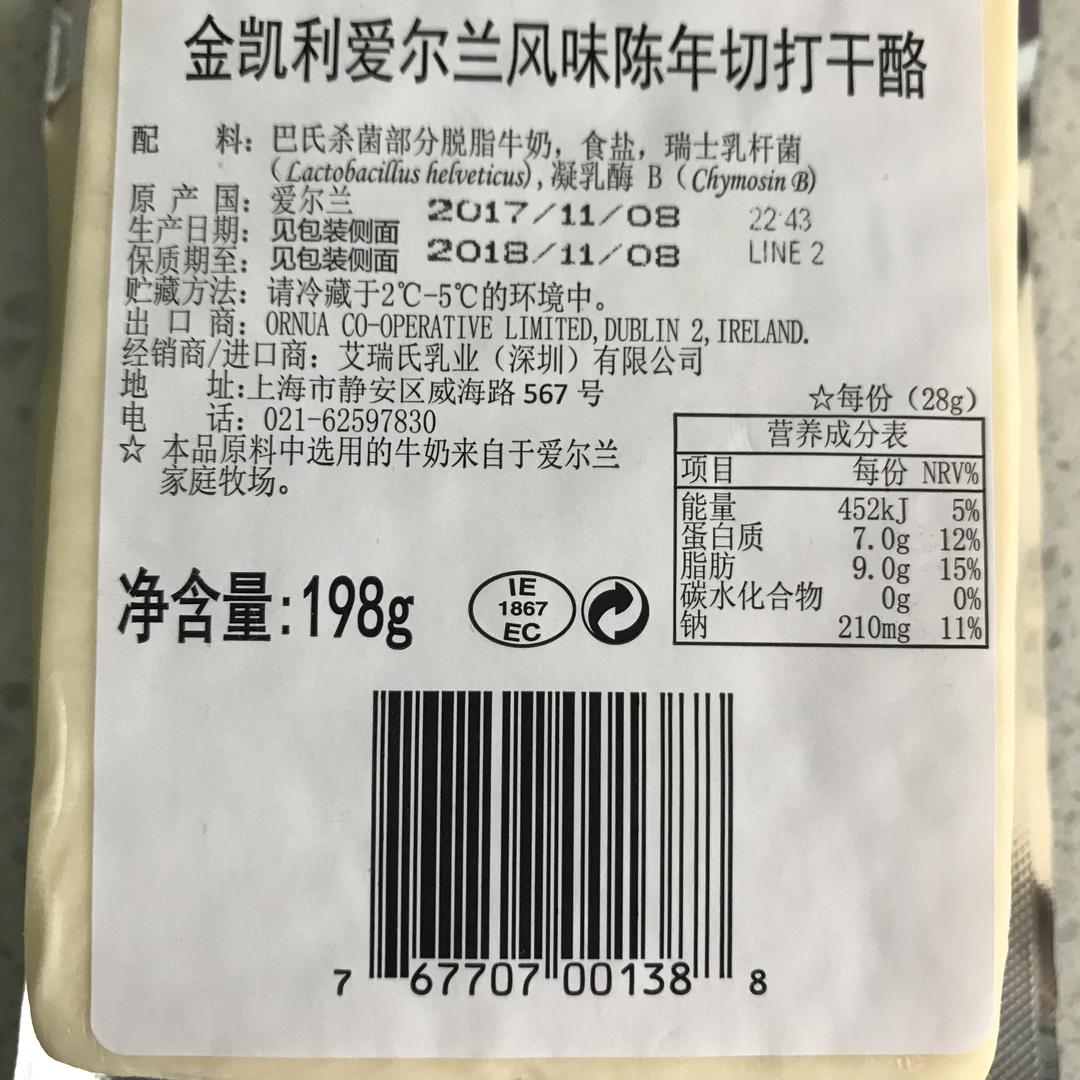 金凯利爱尔兰风味陈年切打干酪
配 料：巴氏杀菌部分脱脂牛奶，食盐，瑞士乳杆菌
（Lactobacillus helveticus），凝乳酶 B（Chymosin B）
原 产 国：爱尔兰
生产日期：见包装侧面 2017/11/08 22:43
保质期至：见包装侧面 2018/11/08 LINE 2
贮藏方法：请冷藏于2℃-5℃的环境中。
出 口 商：ORNUA CO-OPERATIVE LIMITED, DUBLIN 2, IRELAND.
经销商/进口商：艾瑞氏乳业（深圳）有限公司
地 址:上海市静安区威海路 567 号
电 话：021-62597830
☆ 本品原料中选用的牛奶来自于爱尔兰
家庭牧场。
☆每份（28g）
营养成分表
项目 每份 NRV%
能量 452kJ 5%
蛋白质 7.0g 12%
脂肪 9.0g 15%
碳水化合物 0g 0%
钠 210mg 11%
净含量:198g
IE
1867
EC
7 67707 00138 8